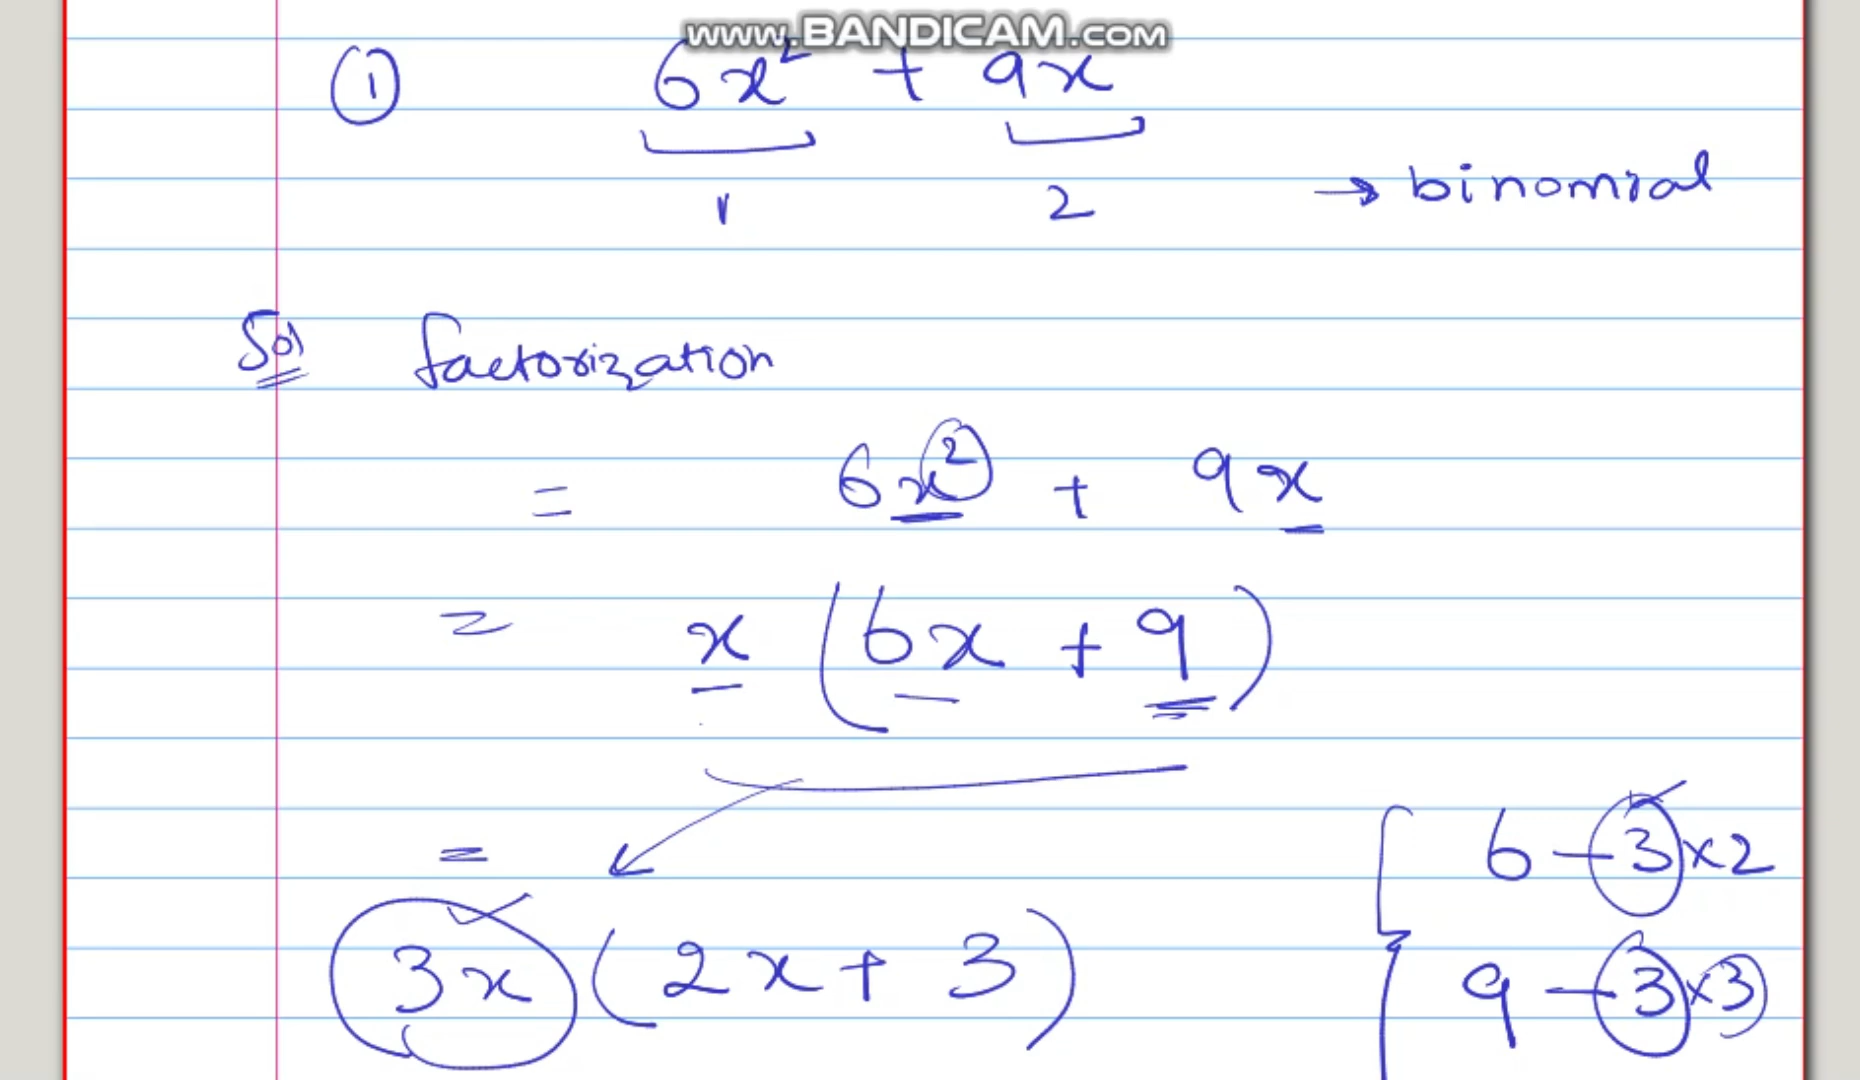 www.BANDICAM.com
① 6x² + 9x
1 2 → binomial
Sol factorization
= 6x² + 9x
= x (6x + 9)
=
6 — 3 × 2
3x (2x + 3)
9 — 3 × 3